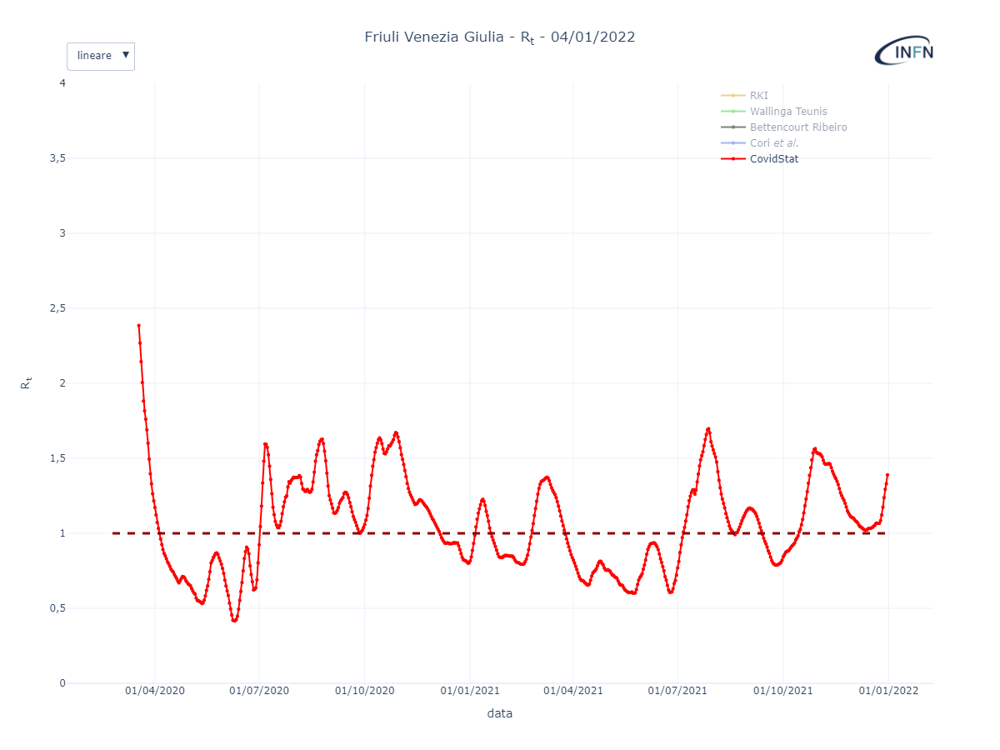 Friuli Venezia Giulia - Rt - 04/01/2022
lineare ▼
INFN
RKI
Wallinga Teunis
Bettencourt Ribeiro
Cori et al.
CovidStat
4
3,5
3
2,5
2
1,5
1
0,5
0
Rt
01/04/2020 01/07/2020 01/10/2020 01/01/2021 01/04/2021 01/07/2021 01/10/2021 01/01/2022
data